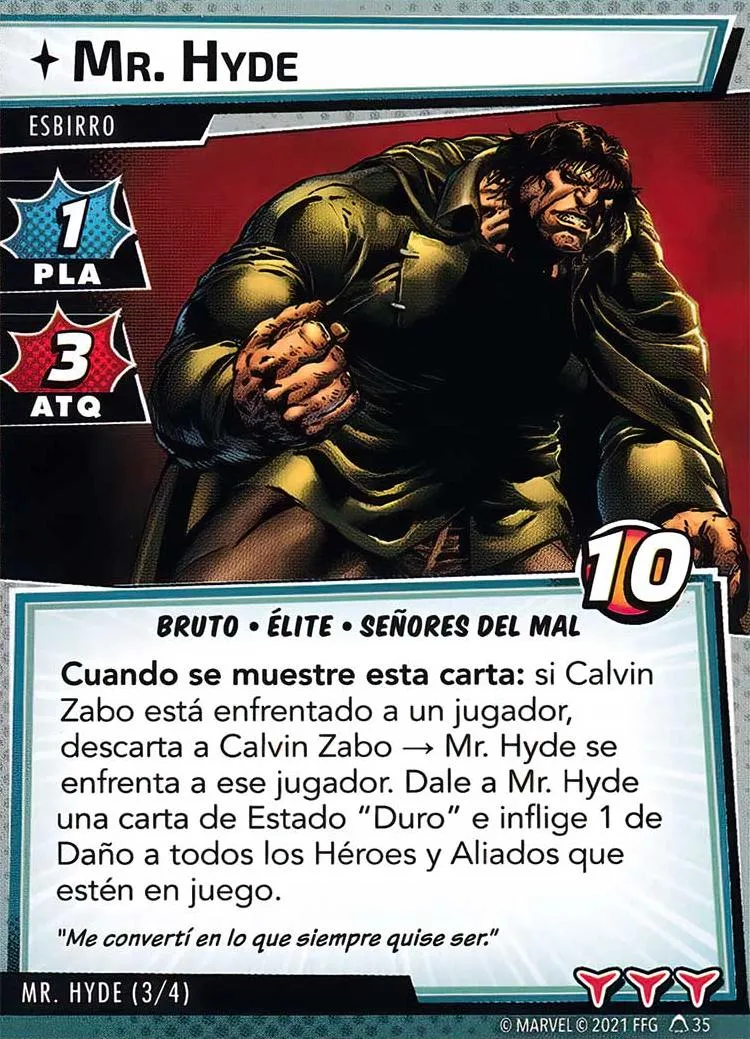 Mr. Hyde
ESBIRRO
1
PLA
3
ATQ
10
BRUTO • ÉLITE • SEÑORES DEL MAL
Cuando se muestre esta carta: si Calvin
Zabo está enfrentado a un jugador,
descarta a Calvin Zabo → Mr. Hyde se
enfrenta a ese jugador. Dale a Mr. Hyde
una carta de Estado “Duro” e inflige 1 de
Daño a todos los Héroes y Aliados que
estén en juego.
"Me convertí en lo que siempre quise ser."
MR. HYDE (3/4)
© MARVEL © 2021 FFG 35